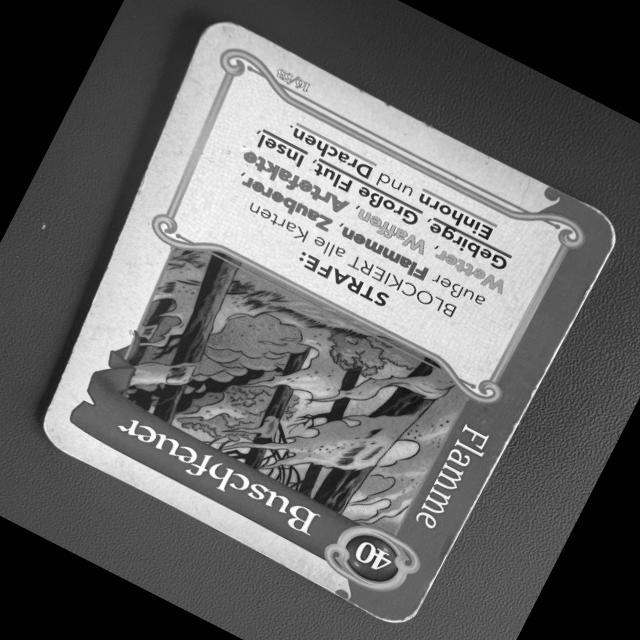 40
Buschfeuer
Flamme
STRAFE:
BLOCKIERT alle Karten
außer Flammen, Zauberer,
Wetter, Waffen, Artefakte
Gebirge, Große Flut, Insel,
Einhorn und Drachen.